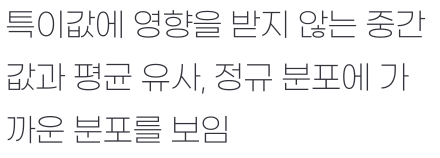 특이값에 영향을 받지 않는 중간
값과 평균 유사, 정규 분포에 가
까운 분포를 보임